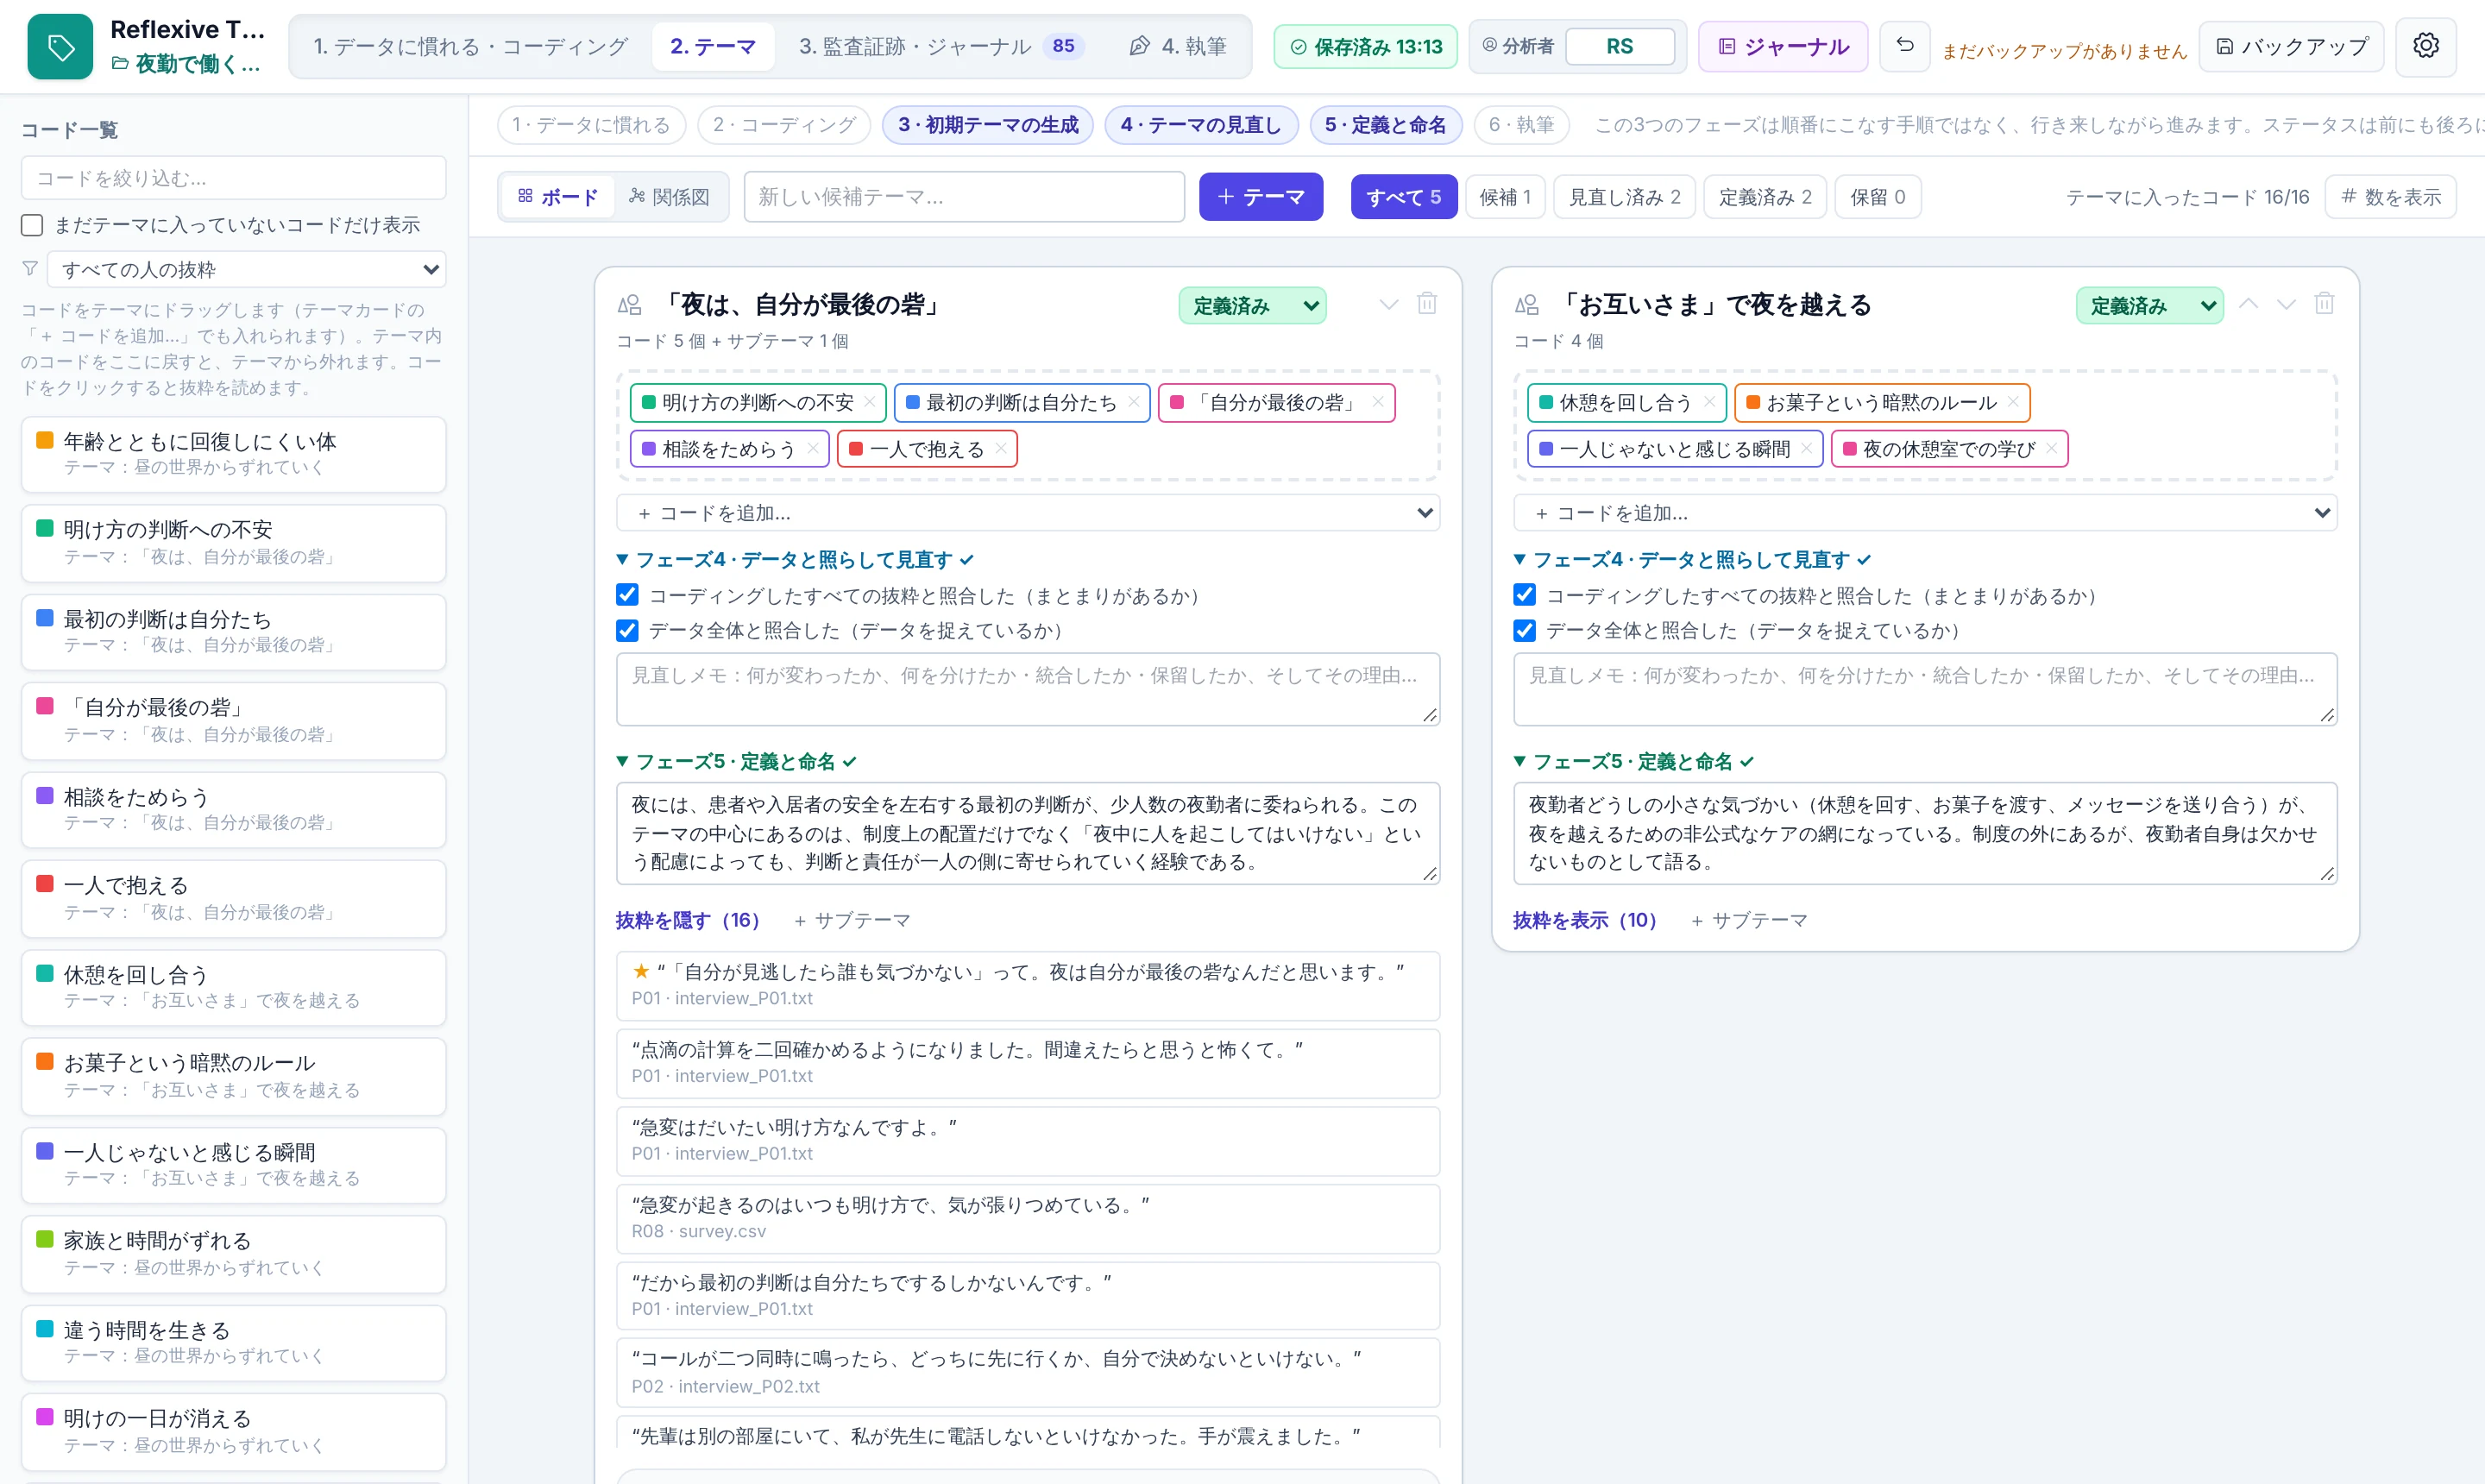 Reflexive T...
夜勤で働く...
1. データに慣れる・コーディング
2. テーマ
3. 監査証跡・ジャーナル 85
4. 執筆
保存済み 13:13
分析者 RS
ジャーナル
まだバックアップがありません
バックアップ
コード一覧
コードを絞り込む...
まだテーマに入っていないコードだけ表示
すべての人の抜粋
コードをテーマにドラッグします（テーマカードの
「+ コードを追加...」でも入れられます）。テーマ内
のコードをここに戻すと、テーマから外れます。コー
ドをクリックすると抜粋を読めます。
年齢とともに回復しにくい体
テーマ：昼の世界からずれていく
明け方の判断への不安
テーマ：「夜は、自分が最後の砦」
最初の判断は自分たち
テーマ：「夜は、自分が最後の砦」
「自分が最後の砦」
テーマ：「夜は、自分が最後の砦」
相談をためらう
テーマ：「夜は、自分が最後の砦」
一人で抱える
テーマ：「夜は、自分が最後の砦」
休憩を回し合う
テーマ：「お互いさま」で夜を越える
お菓子という暗黙のルール
テーマ：「お互いさま」で夜を越える
一人じゃないと感じる瞬間
テーマ：「お互いさま」で夜を越える
家族と時間がずれる
テーマ：昼の世界からずれていく
違う時間を生きる
テーマ：昼の世界からずれていく
明けの一日が消える
テーマ：昼の世界からずれていく
1 · データに慣れる
2 · コーディング
3 · 初期テーマの生成
4 · テーマの見直し
5 · 定義と命名
6 · 執筆
この3つのフェーズは順番にこなす手順ではなく、行き来しながら進みます。ステータスは前にも後ろに
ボード
関係図
新しい候補テーマ...
+ テーマ
すべて 5
候補 1
見直し済み 2
定義済み 2
保留 0
テーマに入ったコード 16/16
# 数を表示
「夜は、自分が最後の砦」
定義済み
コード 5 個 + サブテーマ 1 個
明け方の判断への不安 ×
最初の判断は自分たち ×
「自分が最後の砦」 ×
相談をためらう ×
一人で抱える ×
+ コードを追加...
▼ フェーズ4 · データと照らして見直す ✓
コーディングしたすべての抜粋と照合した（まとまりがあるか）
データ全体と照合した（データを捉えているか）
見直しメモ：何が変わったか、何を分けたか・統合したか・保留したか、そしてその理由...
▼ フェーズ5 · 定義と命名 ✓
夜には、患者や入居者の安全を左右する最初の判断が、少人数の夜勤者に委ねられる。この
テーマの中心にあるのは、制度上の配置だけでなく「夜中に人を起こしてはいけない」とい
う配慮によっても、判断と責任が一人の側に寄せられていく経験である。
抜粋を隠す（16）
+ サブテーマ
★ “「自分が見逃したら誰も気づかない」って。夜は自分が最後の砦なんだと思います。”
P01 · interview_P01.txt
“点滴の計算を二回確かめるようになりました。間違えたらと思うと怖くて。”
P01 · interview_P01.txt
“急変はだいたい明け方なんですよ。”
P01 · interview_P01.txt
“急変が起きるのはいつも明け方で、気が張りつめている。”
R08 · survey.csv
“だから最初の判断は自分たちでするしかないんです。”
P01 · interview_P01.txt
“コールが二つ同時に鳴ったら、どっちに先に行くか、自分で決めないといけない。”
P02 · interview_P02.txt
“先輩は別の部屋にいて、私が先生に電話しないといけなかった。手が震えました。”
「お互いさま」で夜を越える
定義済み
コード 4 個
休憩を回し合う ×
お菓子という暗黙のルール ×
一人じゃないと感じる瞬間 ×
夜の休憩室での学び ×
+ コードを追加...
▼ フェーズ4 · データと照らして見直す ✓
コーディングしたすべての抜粋と照合した（まとまりがあるか）
データ全体と照合した（データを捉えているか）
見直しメモ：何が変わったか、何を分けたか・統合したか・保留したか、そしてその理由...
▼ フェーズ5 · 定義と命名 ✓
夜勤者どうしの小さな気づかい（休憩を回す、お菓子を渡す、メッセージを送り合う）が、
夜を越えるための非公式なケアの網になっている。制度の外にあるが、夜勤者自身は欠かせ
ないものとして語る。
抜粋を表示（10）
+ サブテーマ